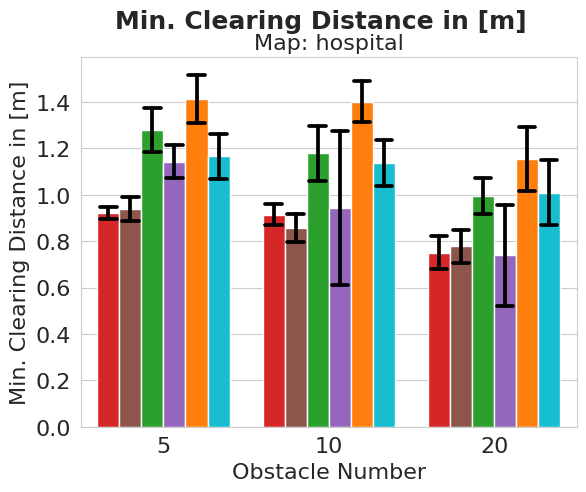 Min. Clearing Distance in [m]
Map: hospital
Min. Clearing Distance in [m]
1.4
1.2
1.0
0.8
0.6
0.4
0.2
0.0
5 10 20
Obstacle Number